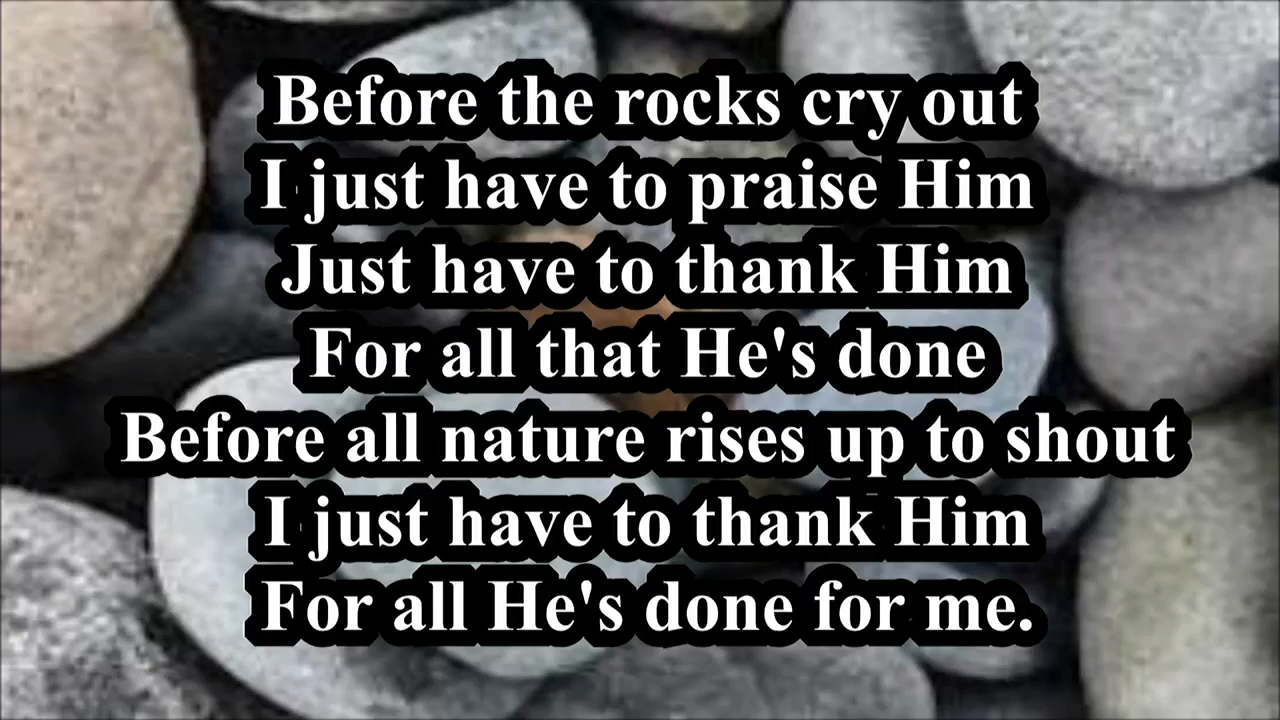 Before the rocks cry out
I just have to praise Him
Just have to thank Him
For all that He's done
Before all nature rises up to shout
I just have to thank Him
For all He's done for me.